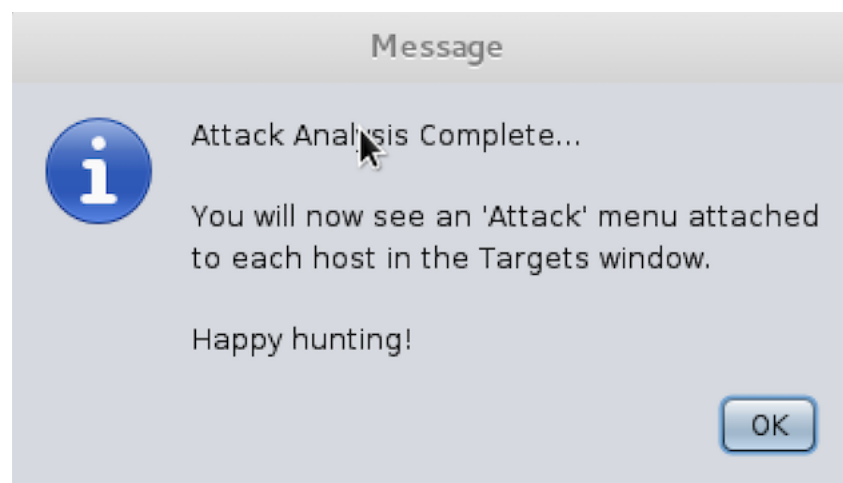 Message
Attack Analysis Complete...
You will now see an 'Attack' menu attached
to each host in the Targets window.
Happy hunting!
OK